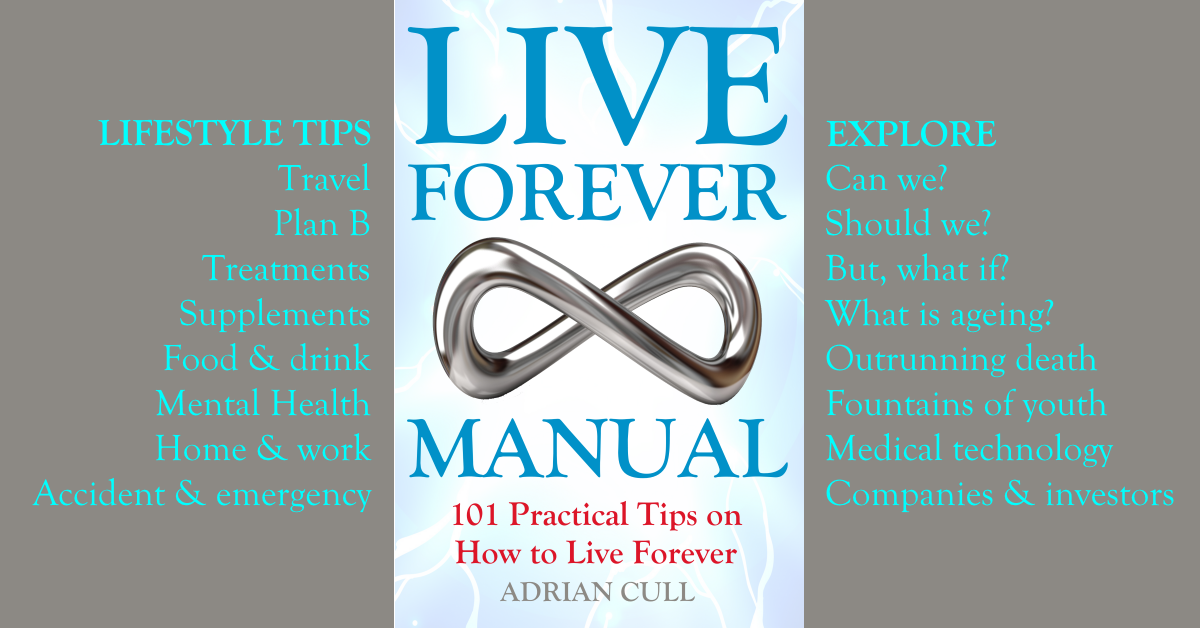 LIFESTYLE TIPS
Travel
Plan B
Treatments
Supplements
Food & drink
Mental Health
Home & work
Accident & emergency
LIVE
FOREVER
MANUAL
101 Practical Tips on
How to Live Forever
ADRIAN CULL
EXPLORE
Can we?
Should we?
But, what if?
What is ageing?
Outrunning death
Fountains of youth
Medical technology
Companies & investors